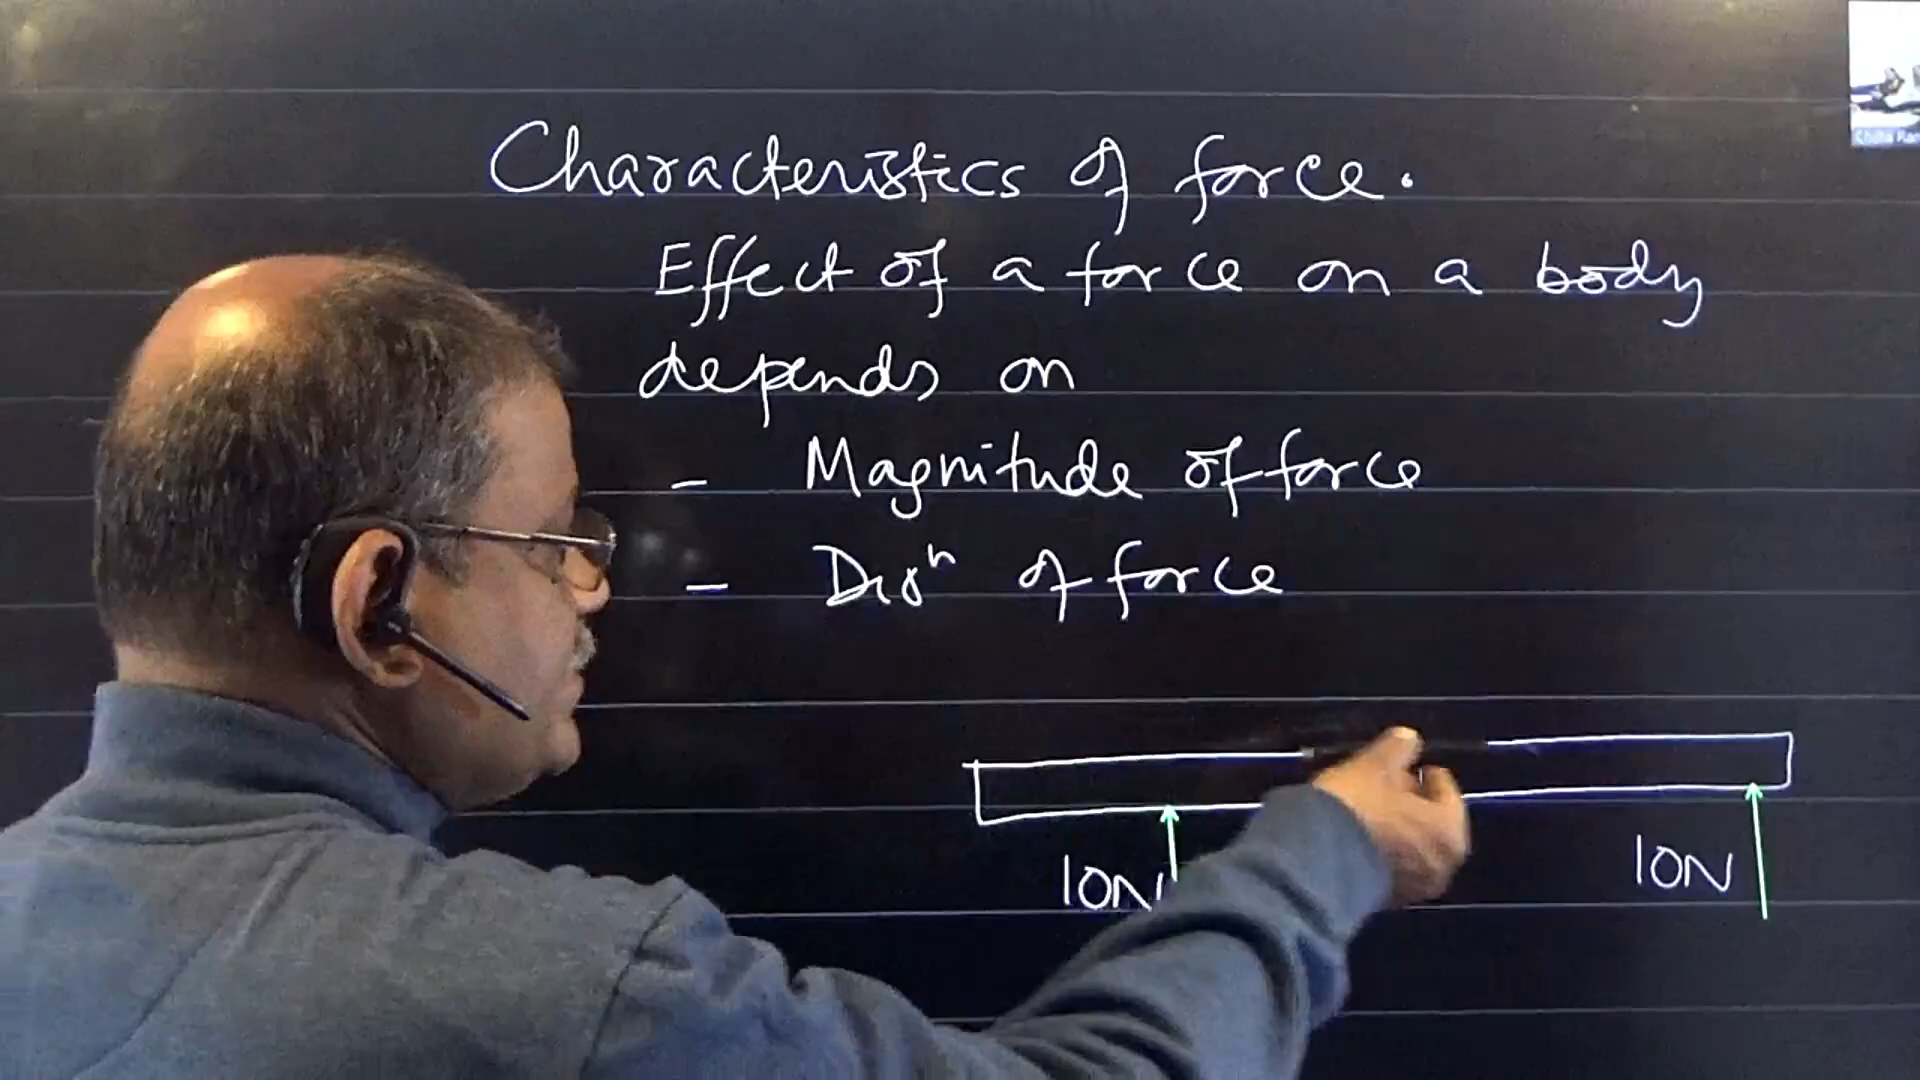 Characteristics of force.
Effect of a force on a body
depends on
- Magnitude of force
- Dirⁿ of force
10N
10N